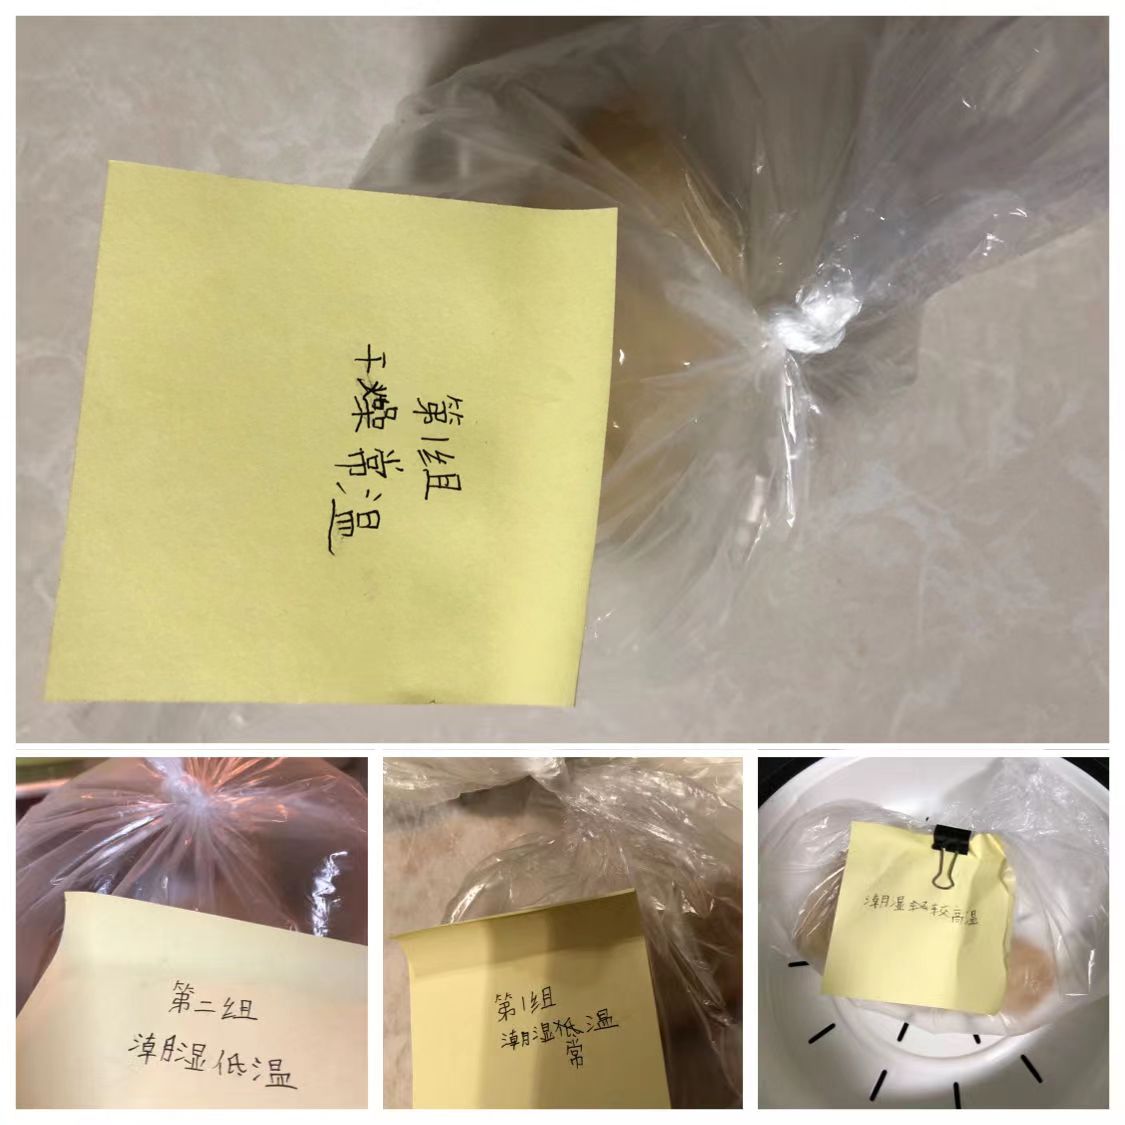 第1组
干燥常温
第二组
潮湿低温
第1组
潮湿低温
常
潮湿较高温